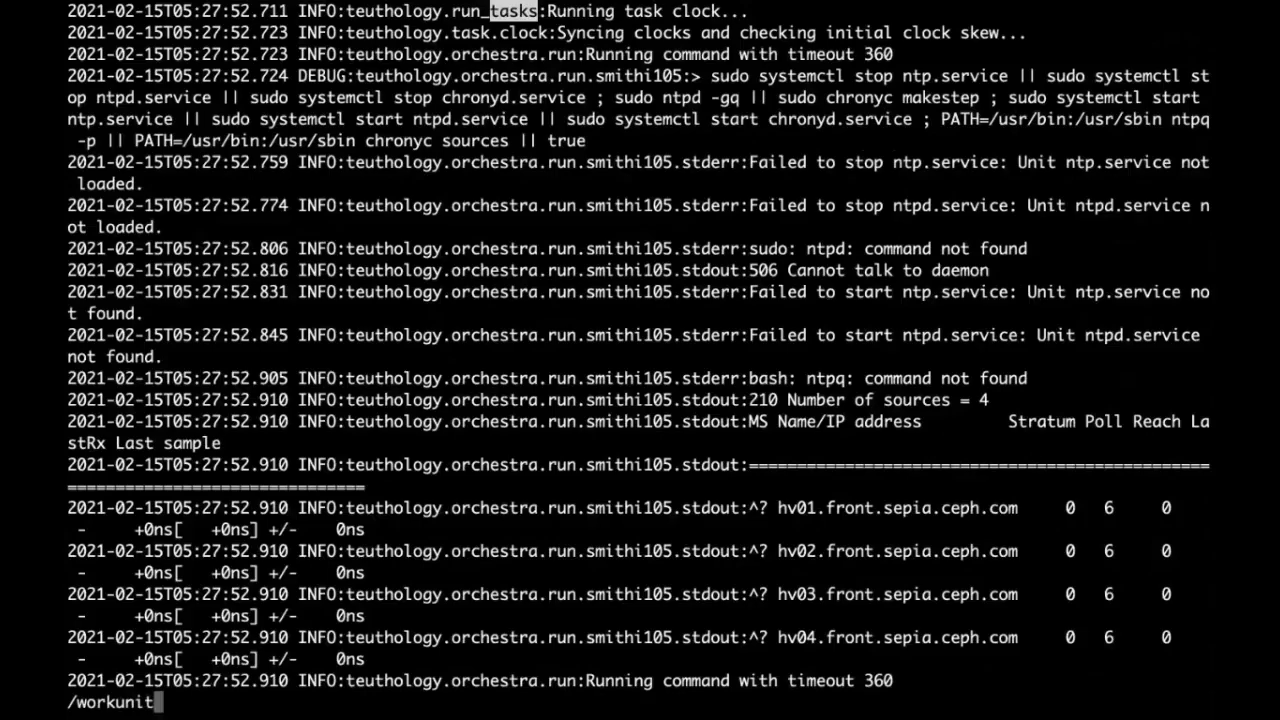 2021-02-15T05:27:52.711 INFO:teuthology.run_tasks:Running task clock...
2021-02-15T05:27:52.723 INFO:teuthology.task.clock:Syncing clocks and checking initial clock skew...
2021-02-15T05:27:52.723 INFO:teuthology.orchestra.run:Running command with timeout 360
2021-02-15T05:27:52.724 DEBUG:teuthology.orchestra.run.smithi105:> sudo systemctl stop ntp.service || sudo systemctl st
op ntpd.service || sudo systemctl stop chronyd.service ; sudo ntpd -gq || sudo chronyc makestep ; sudo systemctl start
ntp.service || sudo systemctl start ntpd.service || sudo systemctl start chronyd.service ; PATH=/usr/bin:/usr/sbin ntpq
-p || PATH=/usr/bin:/usr/sbin chronyc sources || true
2021-02-15T05:27:52.759 INFO:teuthology.orchestra.run.smithi105.stderr:Failed to stop ntp.service: Unit ntp.service not
loaded.
2021-02-15T05:27:52.774 INFO:teuthology.orchestra.run.smithi105.stderr:Failed to stop ntpd.service: Unit ntpd.service n
ot loaded.
2021-02-15T05:27:52.806 INFO:teuthology.orchestra.run.smithi105.stderr:sudo: ntpd: command not found
2021-02-15T05:27:52.816 INFO:teuthology.orchestra.run.smithi105.stdout:506 Cannot talk to daemon
2021-02-15T05:27:52.831 INFO:teuthology.orchestra.run.smithi105.stderr:Failed to start ntp.service: Unit ntp.service no
t found.
2021-02-15T05:27:52.845 INFO:teuthology.orchestra.run.smithi105.stderr:Failed to start ntpd.service: Unit ntpd.service
not found.
2021-02-15T05:27:52.905 INFO:teuthology.orchestra.run.smithi105.stderr:bash: ntpq: command not found
2021-02-15T05:27:52.910 INFO:teuthology.orchestra.run.smithi105.stdout:210 Number of sources = 4
2021-02-15T05:27:52.910 INFO:teuthology.orchestra.run.smithi105.stdout:MS Name/IP address         Stratum Poll Reach La
stRx Last sample
2021-02-15T05:27:52.910 INFO:teuthology.orchestra.run.smithi105.stdout:================================================
===============================
2021-02-15T05:27:52.910 INFO:teuthology.orchestra.run.smithi105.stdout:^? hv01.front.sepia.ceph.com     0   6     0
-     +0ns[   +0ns] +/-    0ns
2021-02-15T05:27:52.910 INFO:teuthology.orchestra.run.smithi105.stdout:^? hv02.front.sepia.ceph.com     0   6     0
-     +0ns[   +0ns] +/-    0ns
2021-02-15T05:27:52.910 INFO:teuthology.orchestra.run.smithi105.stdout:^? hv03.front.sepia.ceph.com     0   6     0
-     +0ns[   +0ns] +/-    0ns
2021-02-15T05:27:52.910 INFO:teuthology.orchestra.run.smithi105.stdout:^? hv04.front.sepia.ceph.com     0   6     0
-     +0ns[   +0ns] +/-    0ns
2021-02-15T05:27:52.910 INFO:teuthology.orchestra.run:Running command with timeout 360
/workunit